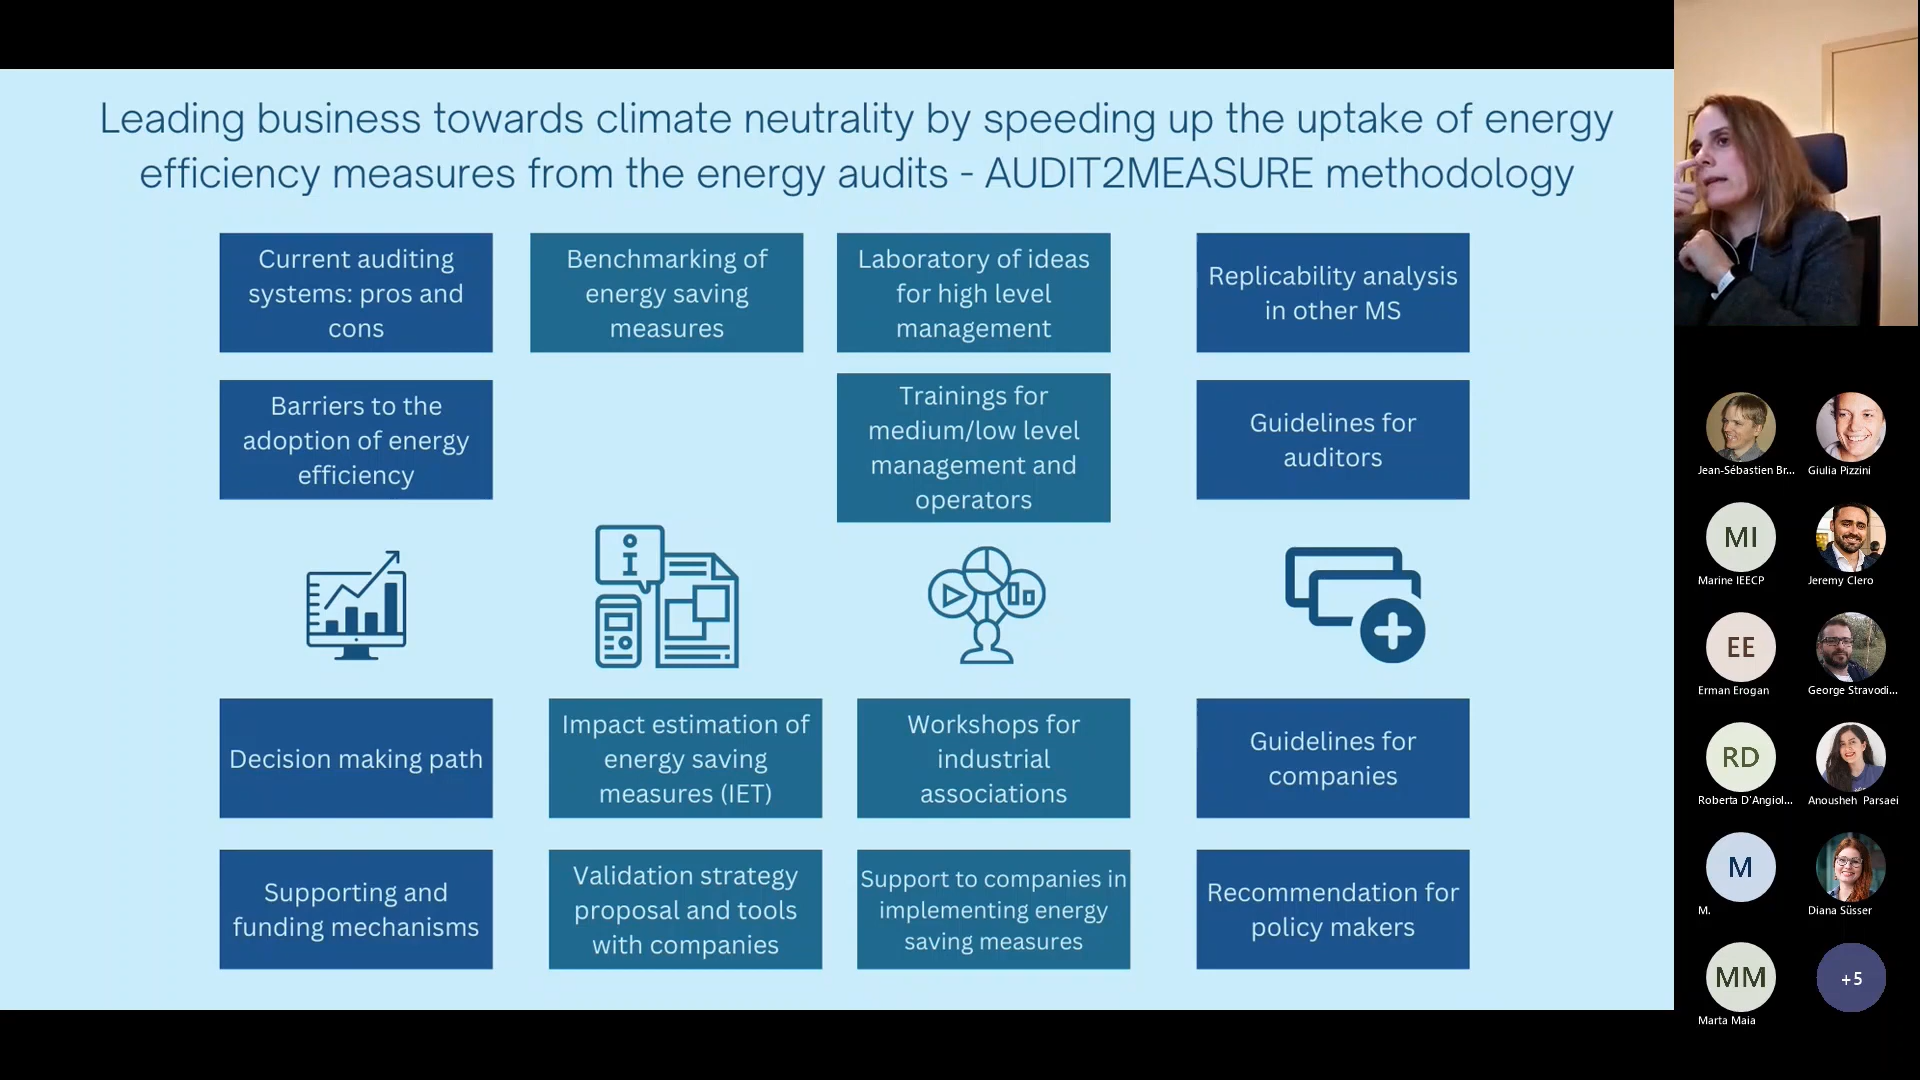 Leading business towards climate neutrality by speeding up the uptake of energy
efficiency measures from the energy audits - AUDIT2MEASURE methodology
Current auditing
systems: pros and
cons
Benchmarking of
energy saving
measures
Laboratory of ideas
for high level
management
Replicability analysis
in other MS
Barriers to the
adoption of energy
efficiency
Trainings for
medium/low level
management and
operators
Guidelines for
auditors
i
Decision making path
Impact estimation of
energy saving
measures (IET)
Workshops for
industrial
associations
Guidelines for
companies
Supporting and
funding mechanisms
Validation strategy
proposal and tools
with companies
Support to companies in
implementing energy
saving measures
Recommendation for
policy makers
Jean-Sébastien Br...
Giulia Pizzini
MI
Marine IEECP
Jeremy Clero
EE
Erman Erogan
George Stravodi...
RD
Roberta D'Angiol...
Anousheh Parsaei
M
M.
Diana Süsser
MM
Marta Maia
+5